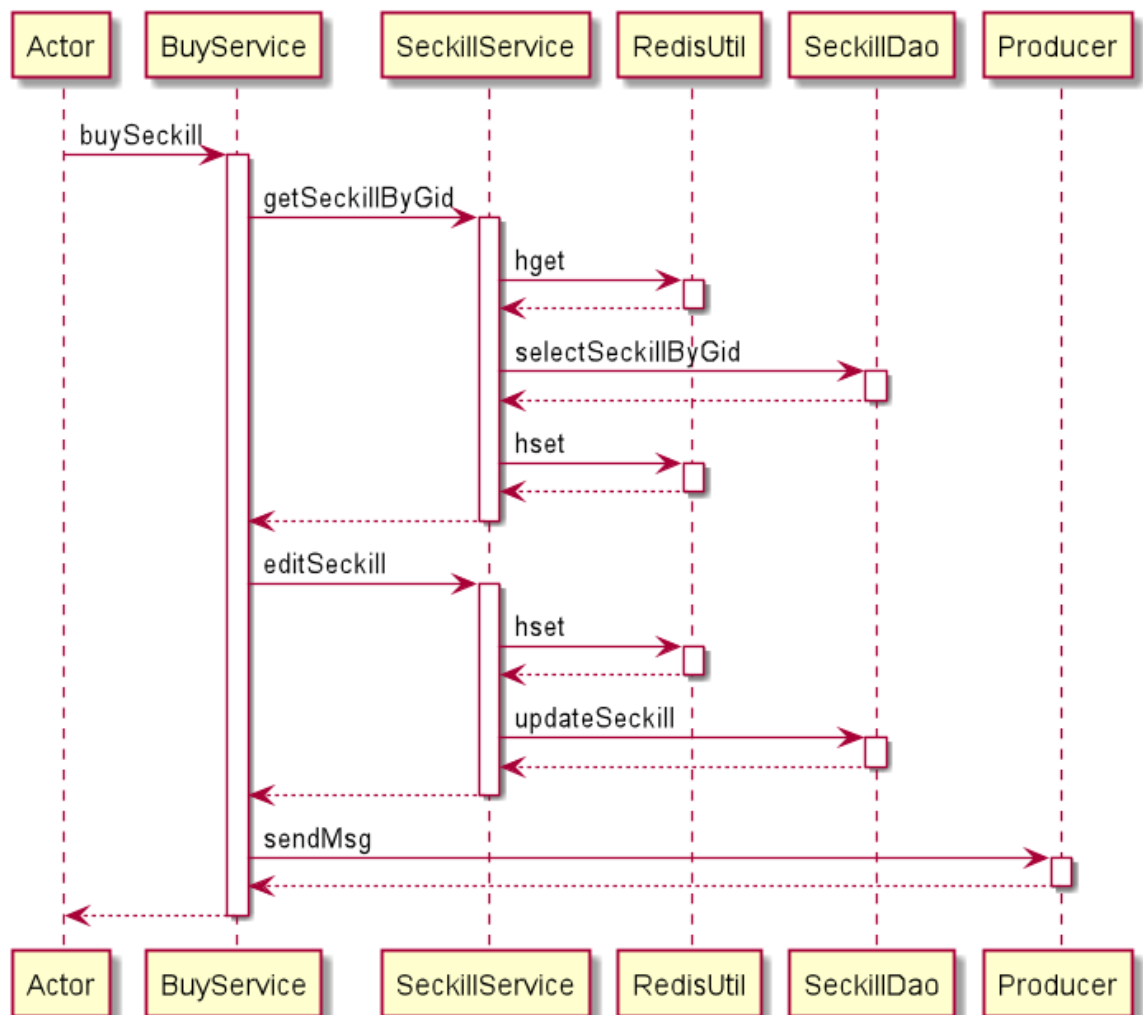 Actor BuyService SeckillService RedisUtil SeckillDao Producer
buySeckill
getSeckillByGid
hget
selectSeckillByGid
hset
editSeckill
hset
updateSeckill
sendMsg
Actor BuyService SeckillService RedisUtil SeckillDao Producer